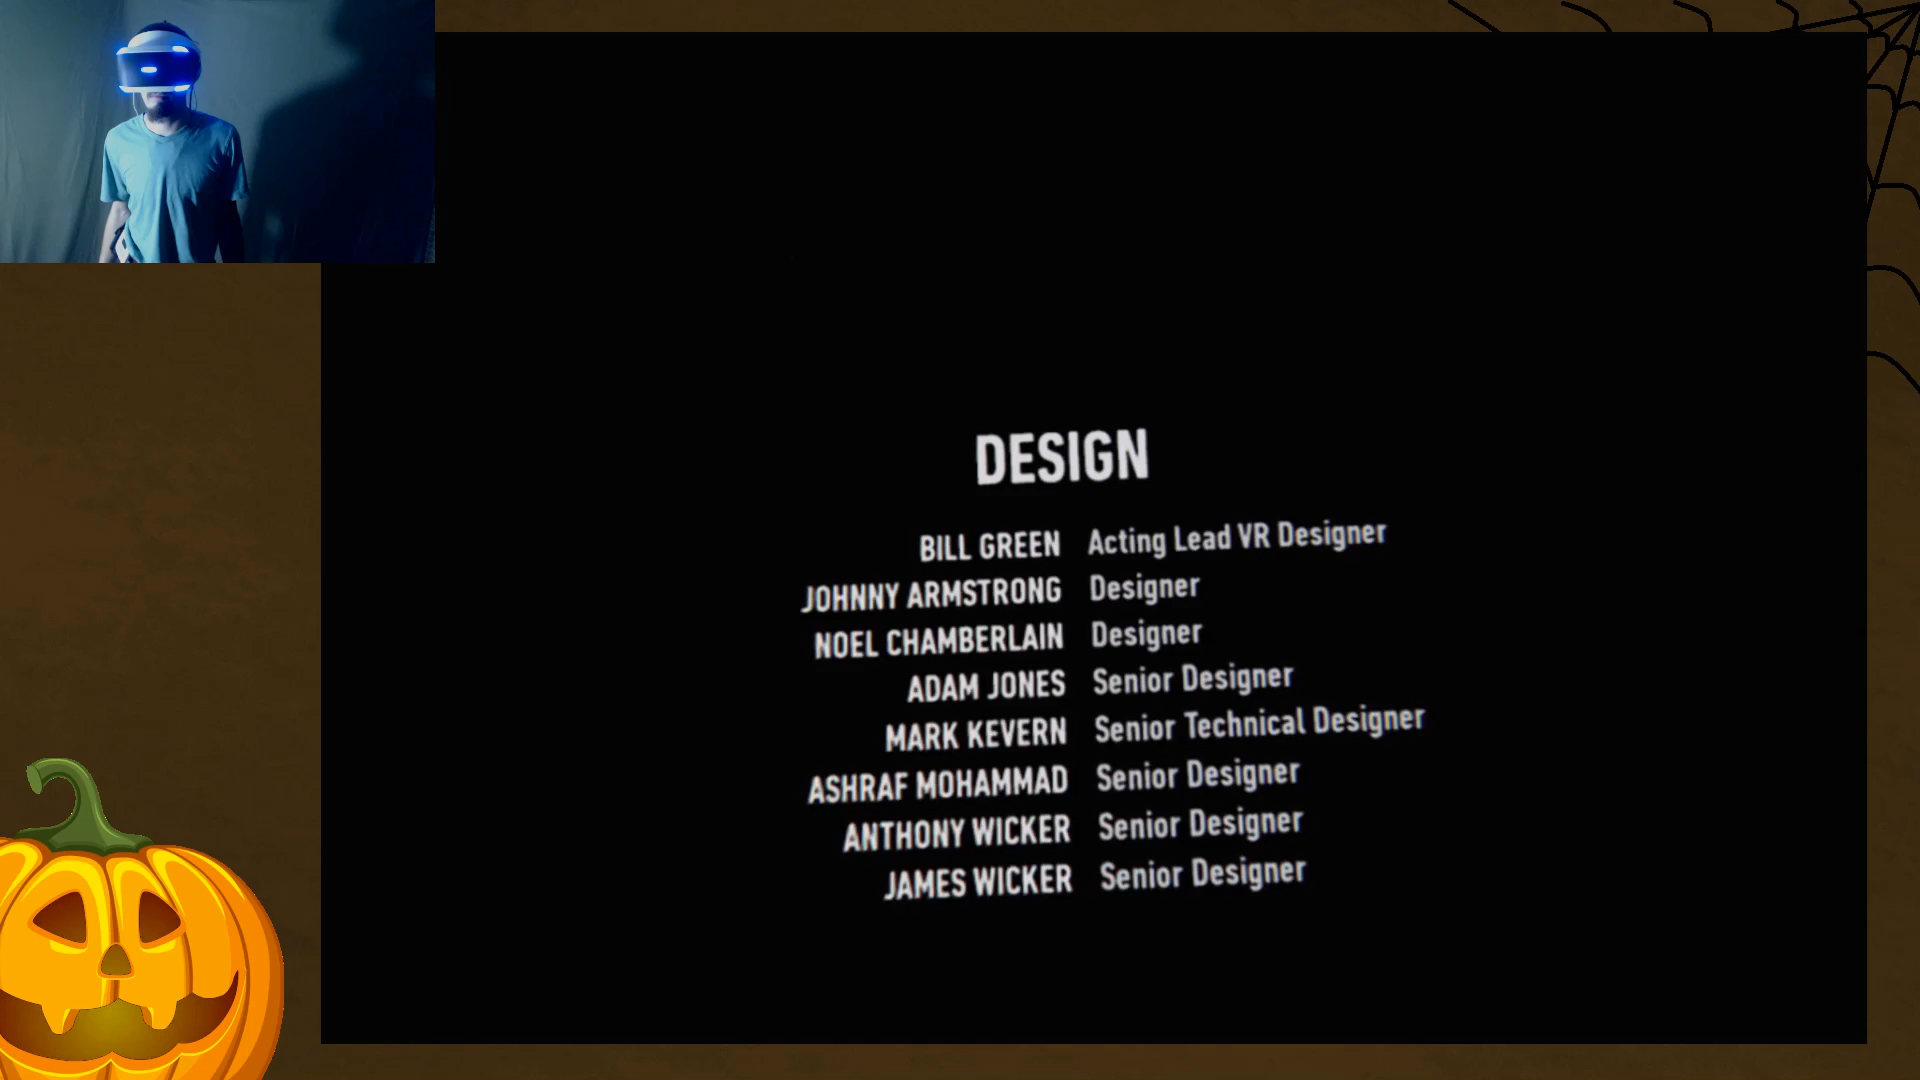 DESIGN
BILL GREEN Acting Lead VR Designer
JOHNNY ARMSTRONG Designer
NOEL CHAMBERLAIN Designer
ADAM JONES Senior Designer
MARK KEVERN Senior Technical Designer
ASHRAF MOHAMMAD Senior Designer
ANTHONY WICKER Senior Designer
JAMES WICKER Senior Designer